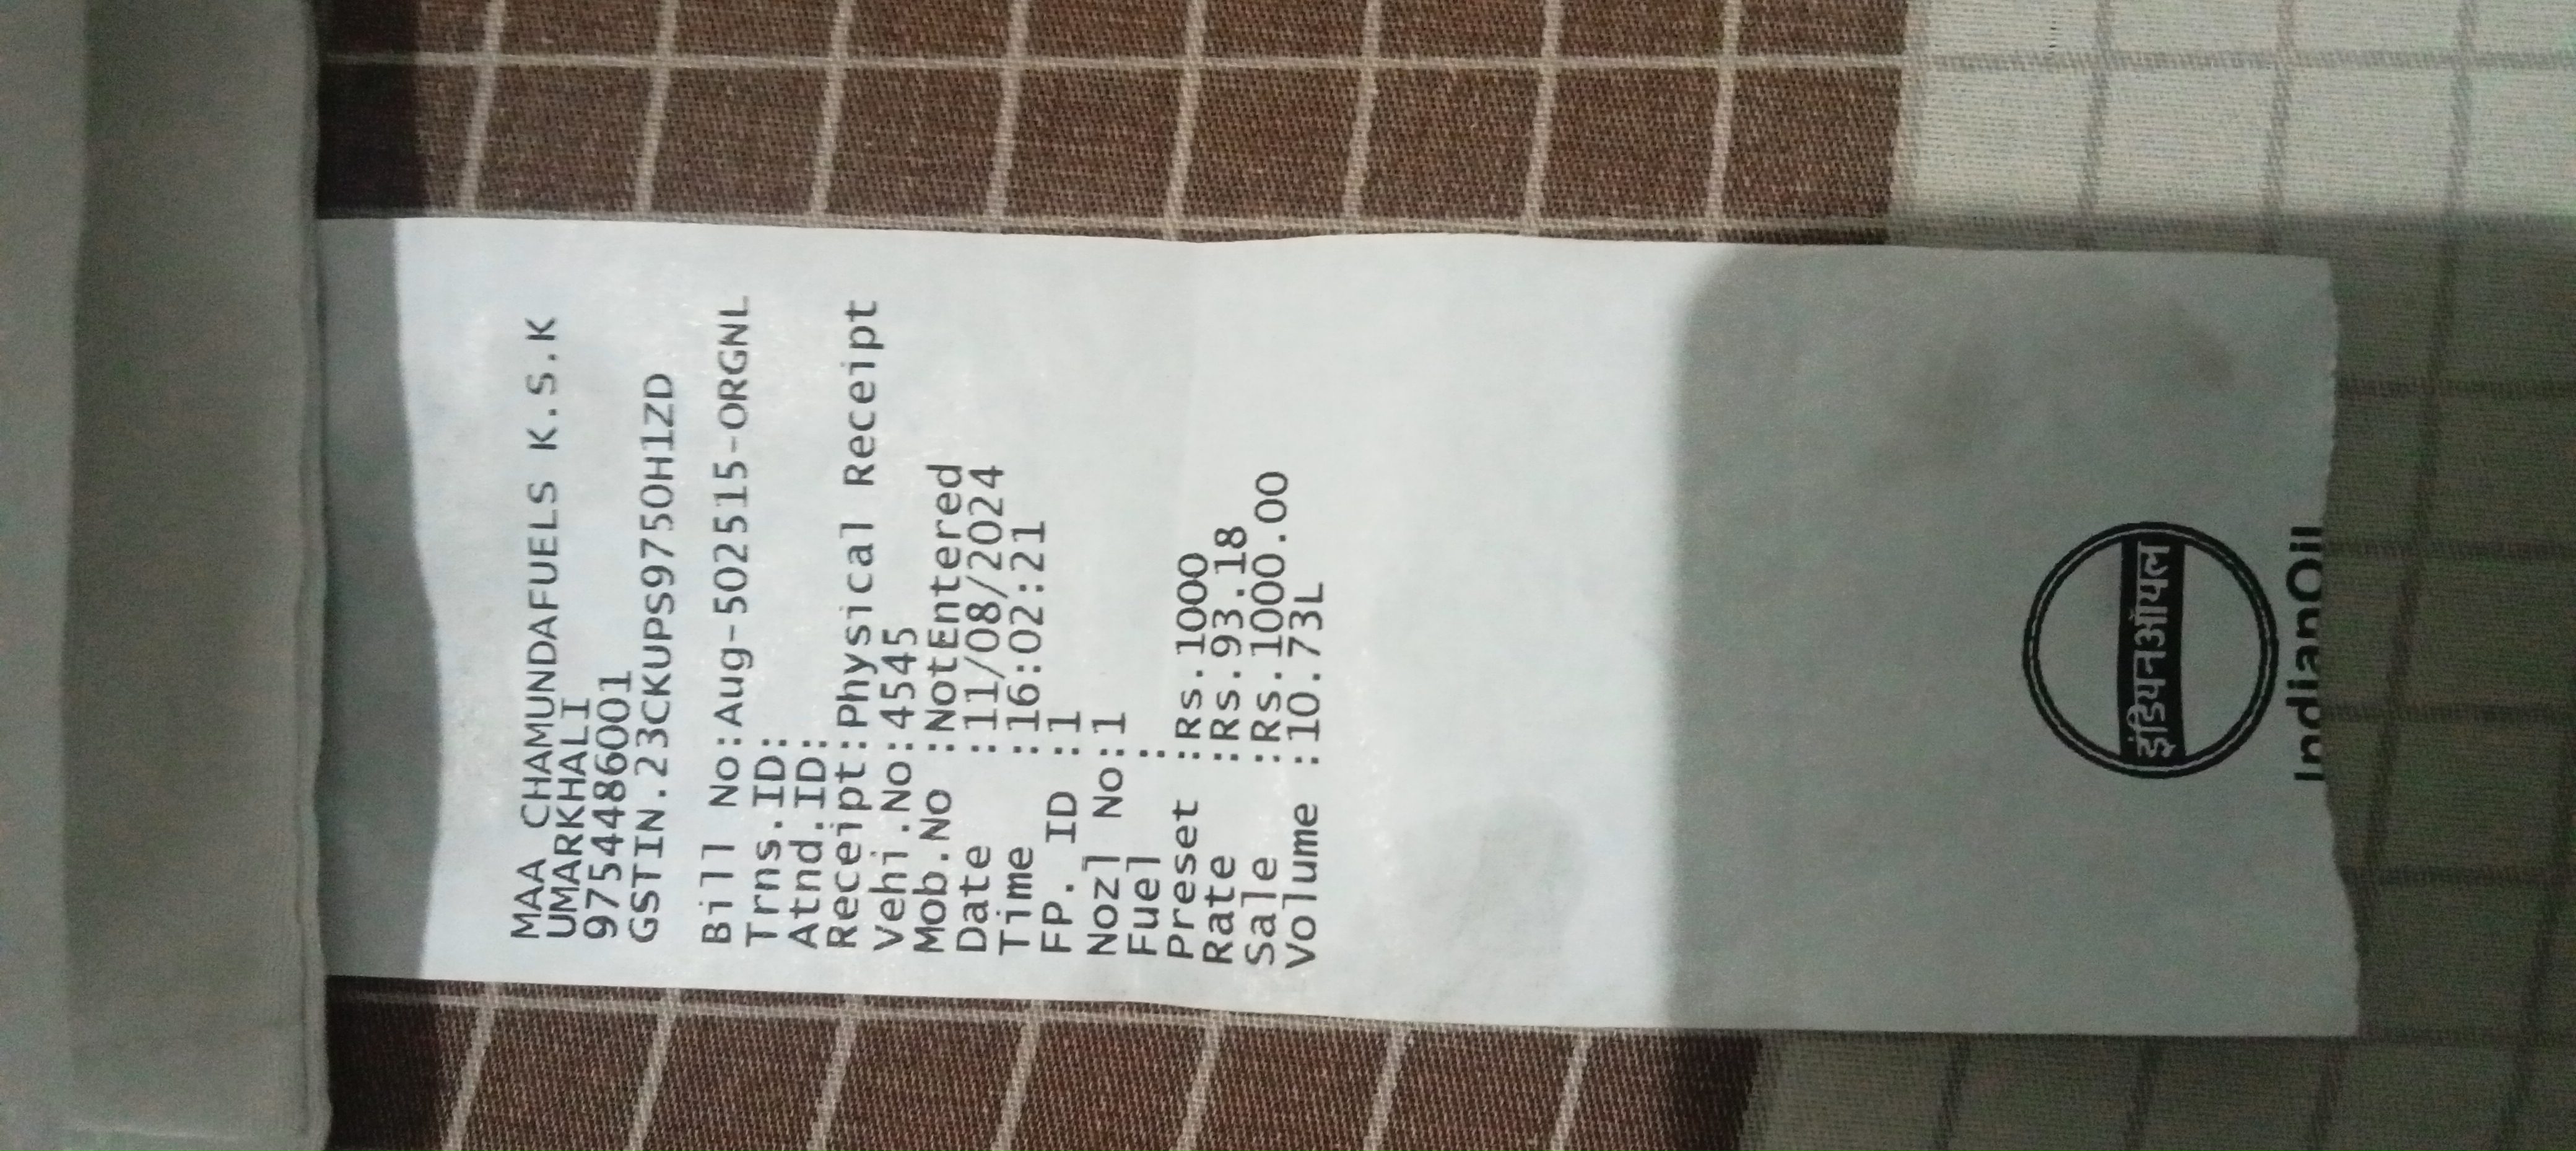 MAA CHAMUNDAFUELS K.S.K
UMARKHALI
9754486001
GSTIN.23CKUPS9750H1ZD
Bill No:Aug-502515-ORGNL
Trns.ID:
Atnd.ID:
Receipt:Physical Receipt
Vehi.No:4545
Mob.No :NotEntered
Date :11/08/2024
Time :16:02:21
FP. ID :1
Nozl No:1
Fuel :
Preset :Rs.1000
Rate :Rs.93.18
Sale :Rs.1000.00
Volume :10.73L
इंडियनऑयल
IndianOil